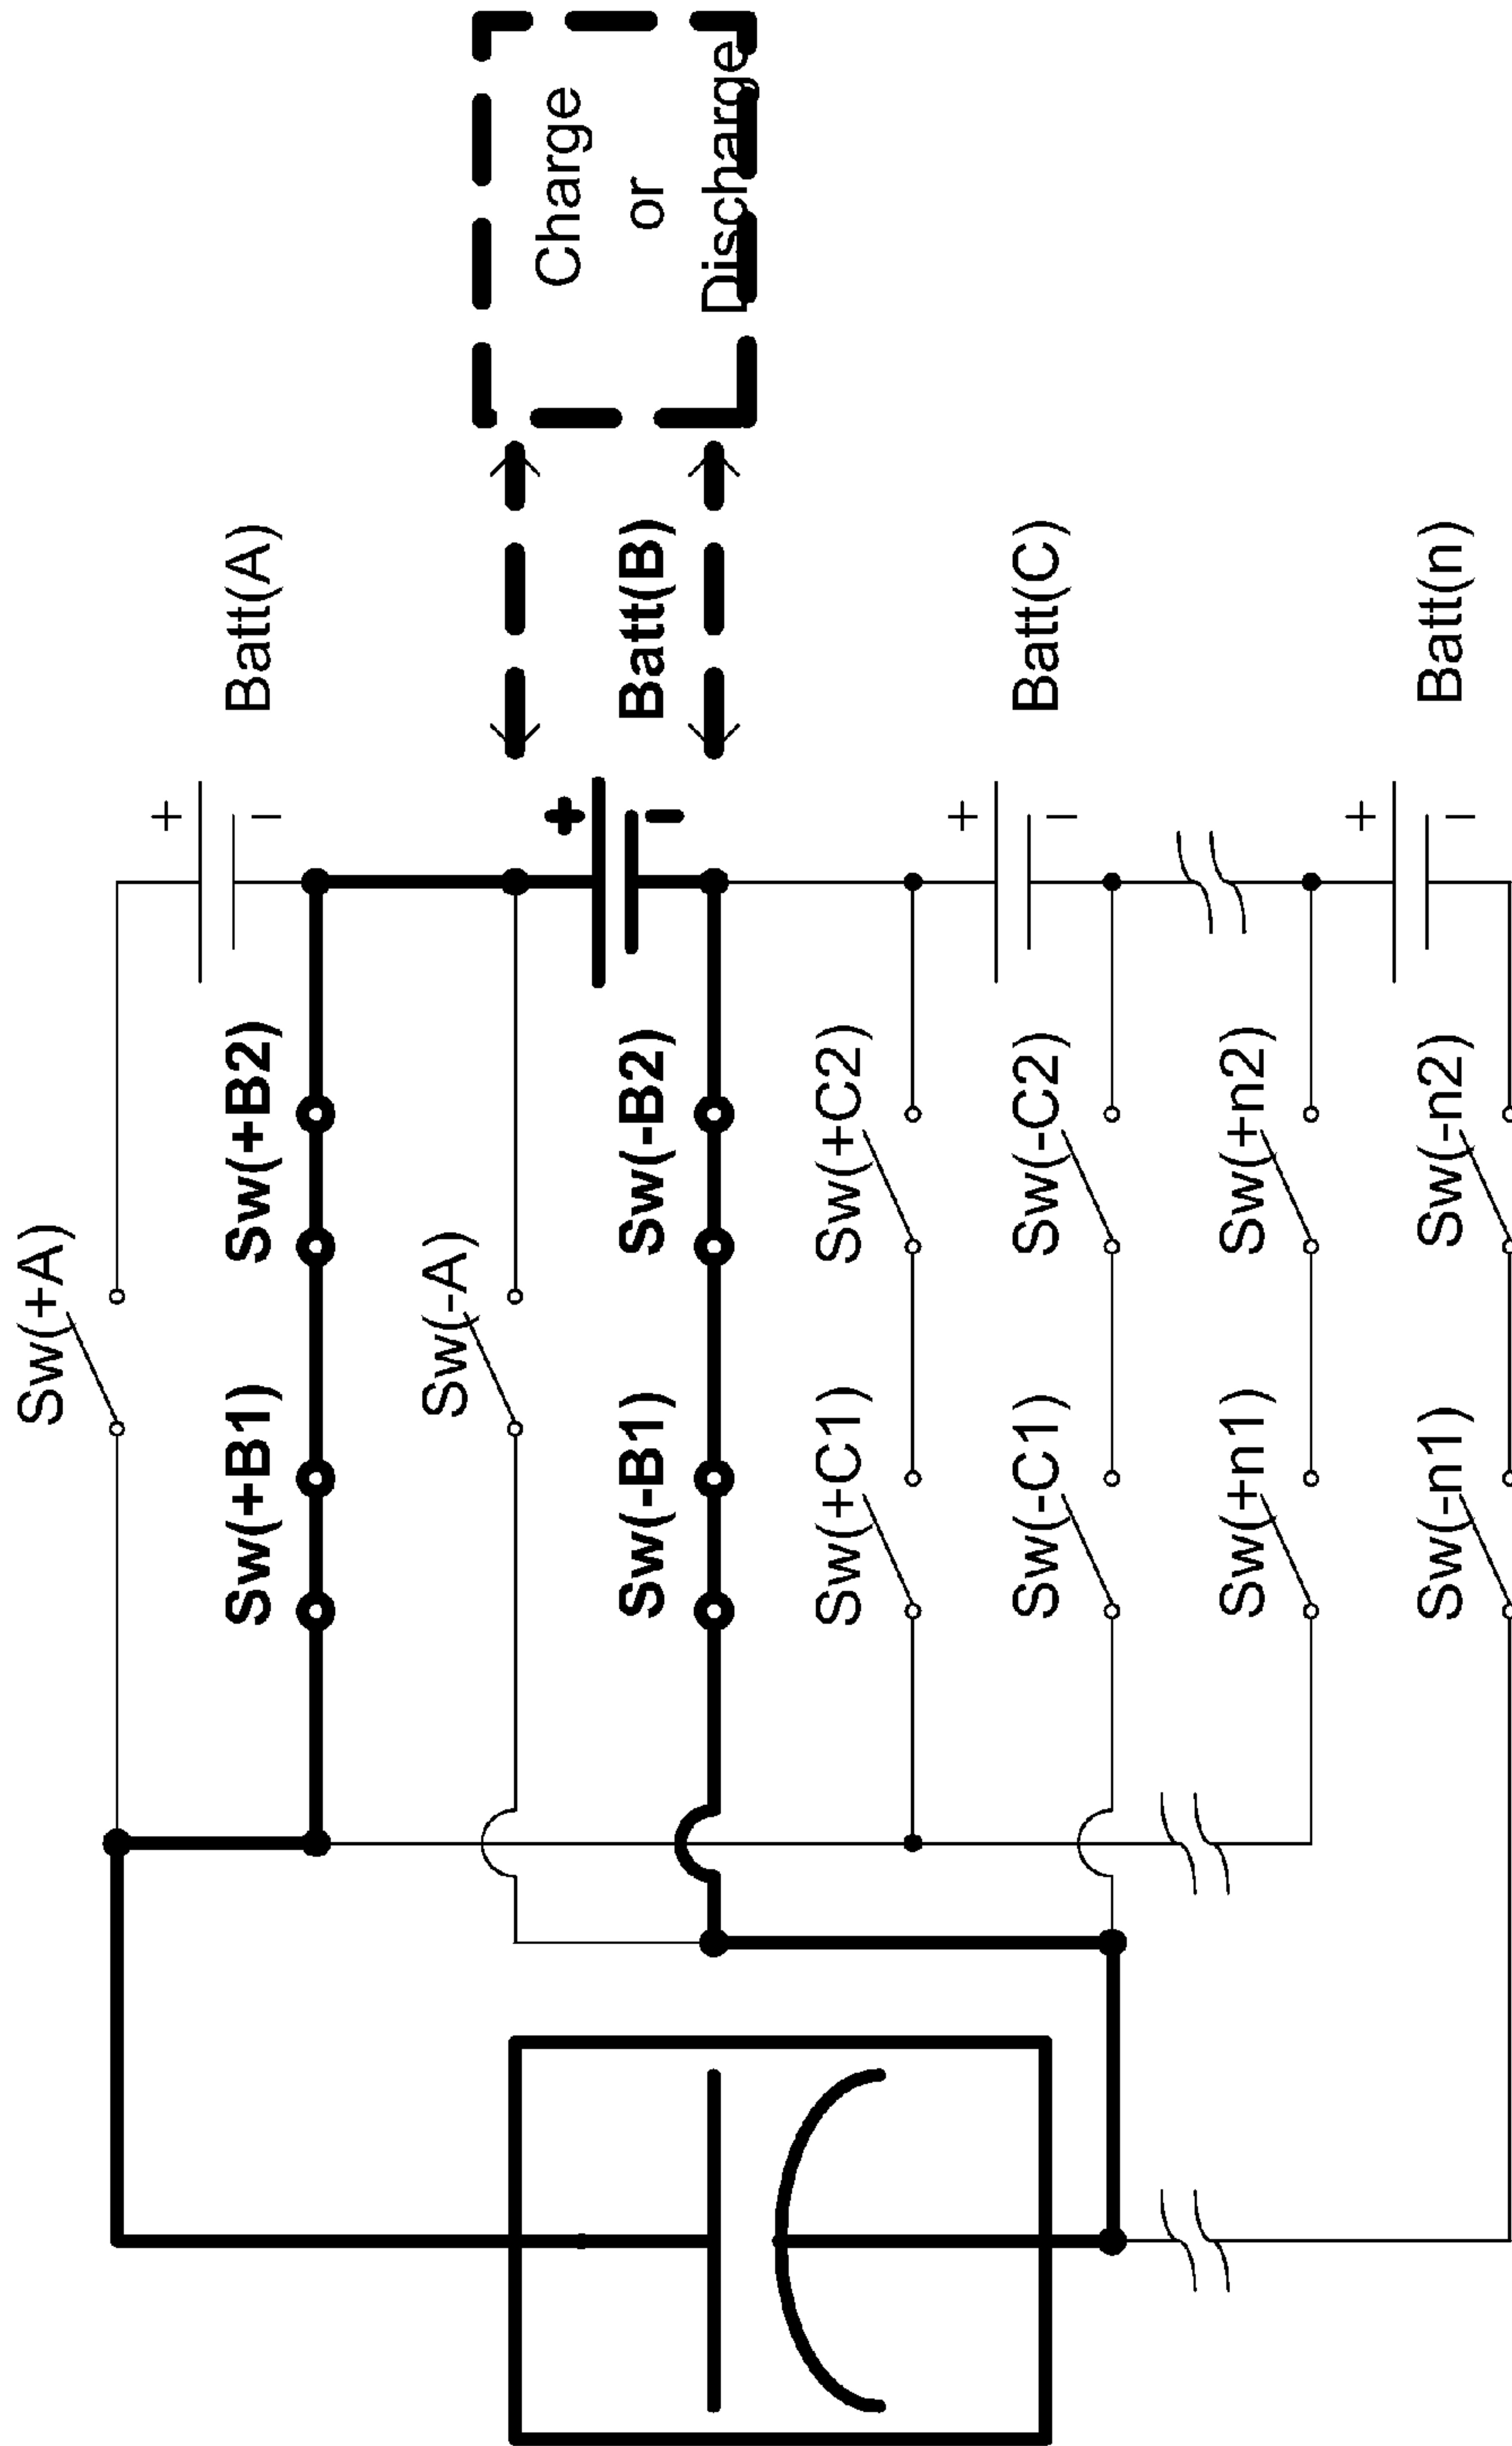 Sw(+A)
Sw(+B1)
Sw(+B2)
Batt(A)
Sw(-A)
Charge
or
Discharge
Sw(-B1)
Sw(-B2)
Batt(B)
Sw(+C1)
Sw(+C2)
Sw(-C1)
Sw(-C2)
Batt(C)
Sw(+n1)
Sw(+n2)
Sw(-n1)
Sw(-n2)
Batt(n)